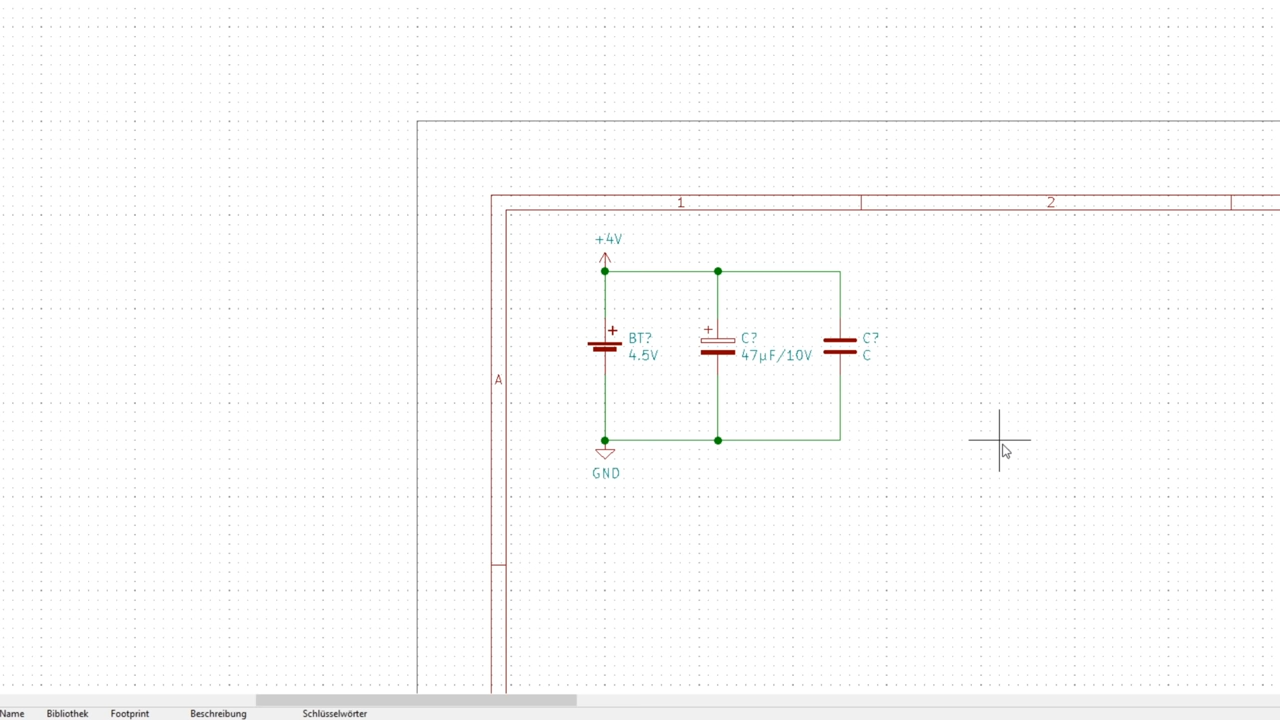 1 2
+4V
A
BT?
4.5V
C?
47µF/10V
C?
C
GND
Name Bibliothek Footprint Beschreibung Schlüsselwörter